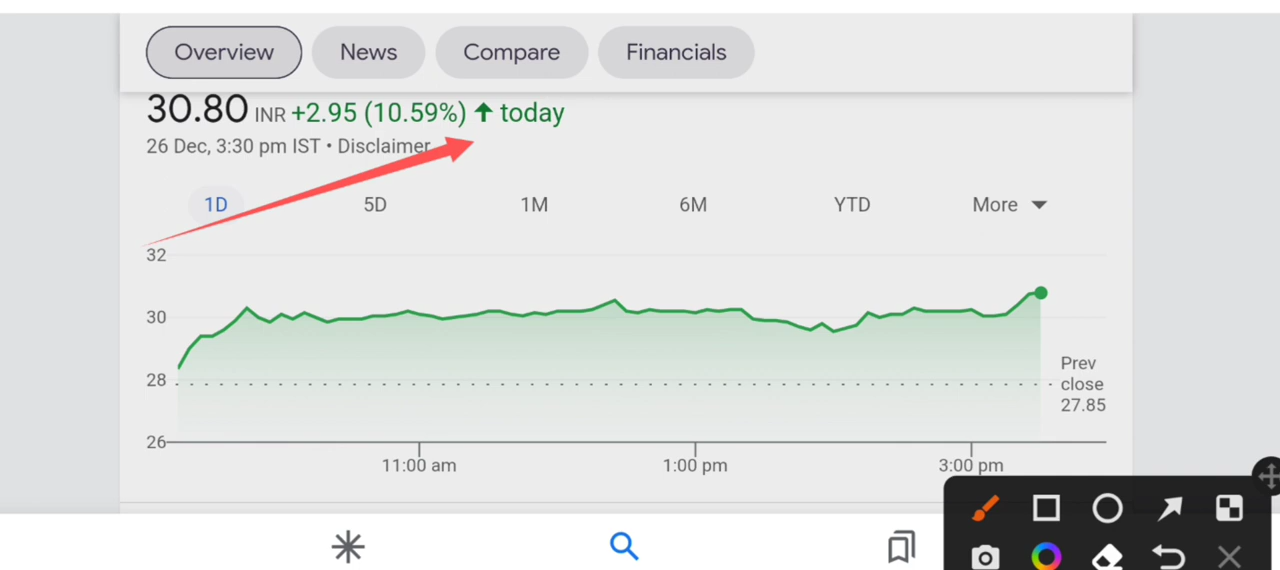 Overview News Compare Financials
30.80 INR +2.95 (10.59%) ↑ today
26 Dec, 3:30 pm IST • Disclaimer
1D 5D 1M 6M YTD More
32
30
28
26
Prev
close
27.85
11:00 am 1:00 pm 3:00 pm